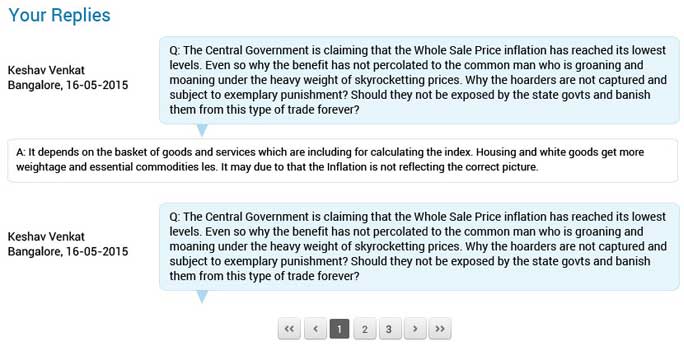 Your Replies
Keshav Venkat
Bangalore, 16-05-2015
Q: The Central Government is claiming that the Whole Sale Price inflation has reached its lowest
levels. Even so why the benefit has not percolated to the common man who is groaning and
moaning under the heavy weight of skyrocketting prices. Why the hoarders are not captured and
subject to exemplary punishment? Should they not be exposed by the state govts and banish
them from this type of trade forever?
A: It depends on the basket of goods and services which are including for calculating the index. Housing and white goods get more
weightage and essential commodities les. It may due to that the Inflation is not reflecting the correct picture.
Keshav Venkat
Bangalore, 16-05-2015
Q: The Central Government is claiming that the Whole Sale Price inflation has reached its lowest
levels. Even so why the benefit has not percolated to the common man who is groaning and
moaning under the heavy weight of skyrocketting prices. Why the hoarders are not captured and
subject to exemplary punishment? Should they not be exposed by the state govts and banish
them from this type of trade forever?
<< < 1 2 3 > >>